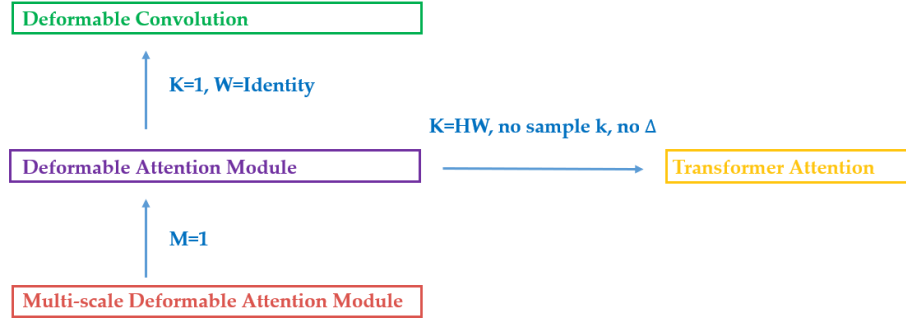 Deformable Convolution
K=1, W=Identity
K=HW, no sample k, no Δ
Deformable Attention Module
Transformer Attention
M=1
Multi-scale Deformable Attention Module